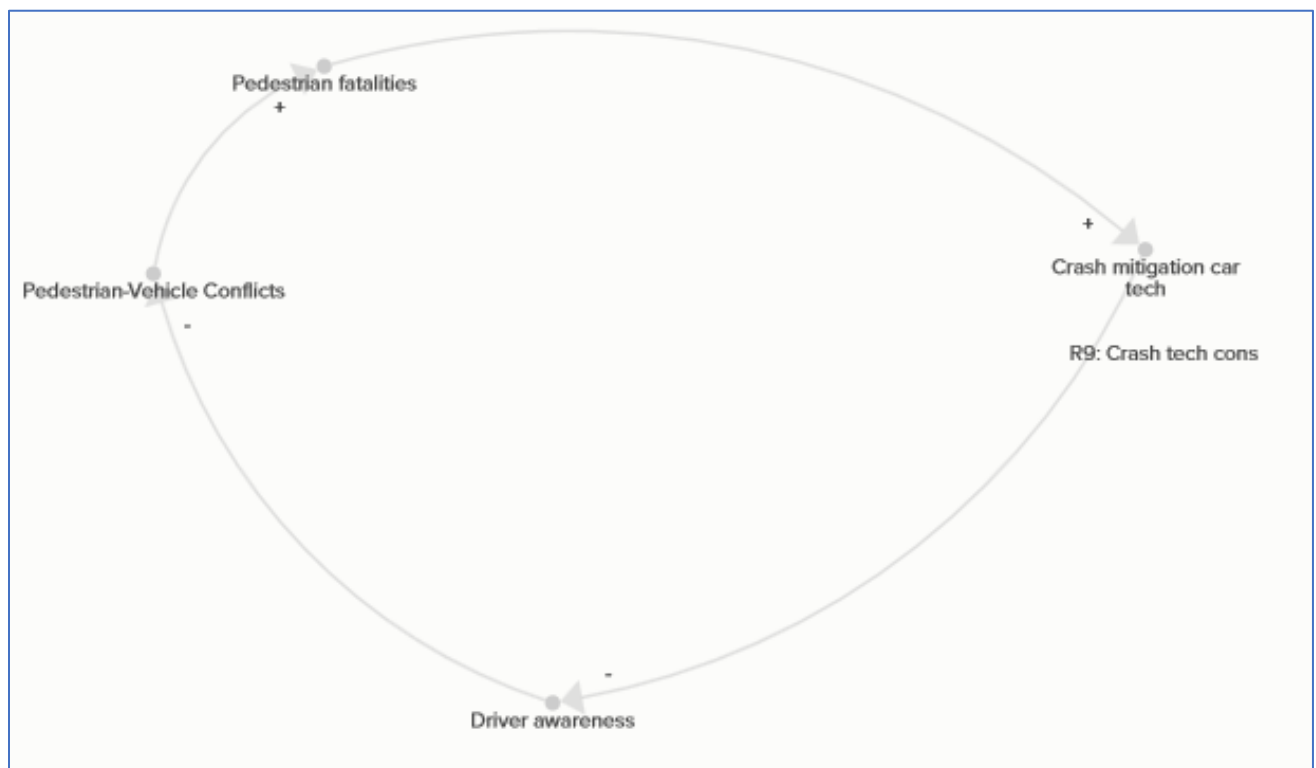 Pedestrian fatalities
+
+
Crash mitigation car
tech
Pedestrian-Vehicle Conflicts
-
R9: Crash tech cons
-
Driver awareness